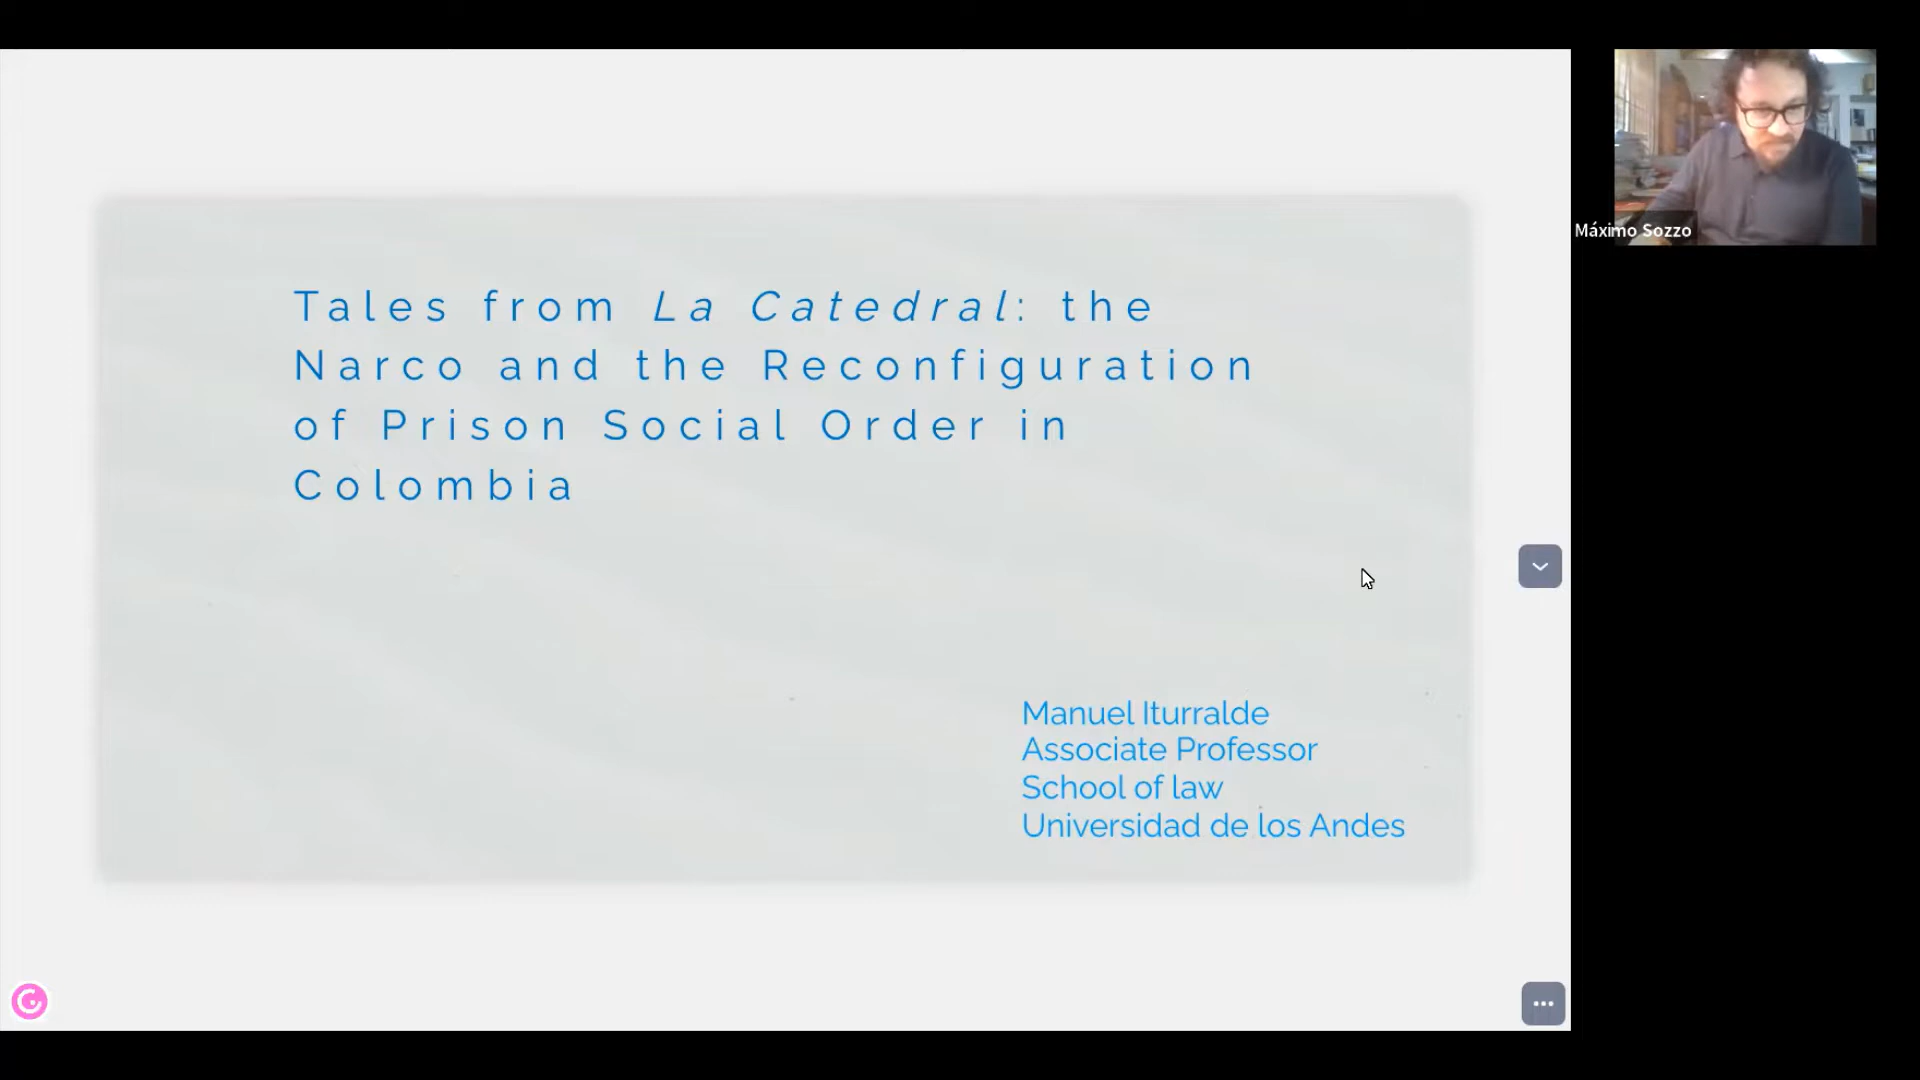 Tales from La Catedral: the
Narco and the Reconfiguration
of Prison Social Order in
Colombia
Manuel Iturralde
Associate Professor
School of law
Universidad de los Andes
Máximo Sozzo